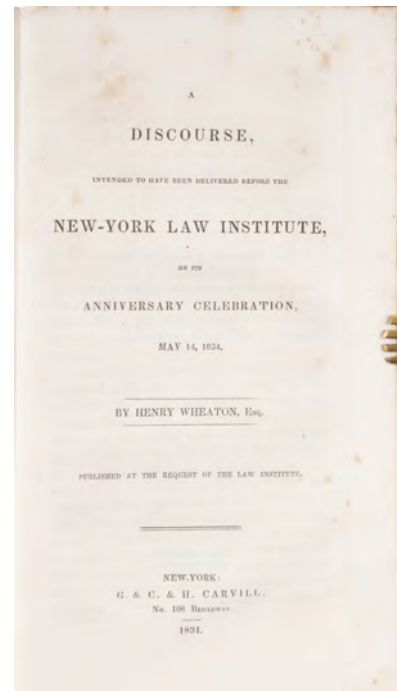 A
DISCOURSE,
INTENDED TO HAVE BEEN DELIVERED BEFORE THE
NEW-YORK LAW INSTITUTE,
ON ITS
ANNIVERSARY CELEBRATION,
MAY 14, 1834.
BY HENRY WHEATON, Esq.
PUBLISHED AT THE REQUEST OF THE LAW INSTITUTE.
NEW-YORK:
G. & C. & H. CARVILL.
No. 108 Broadway.
1834.